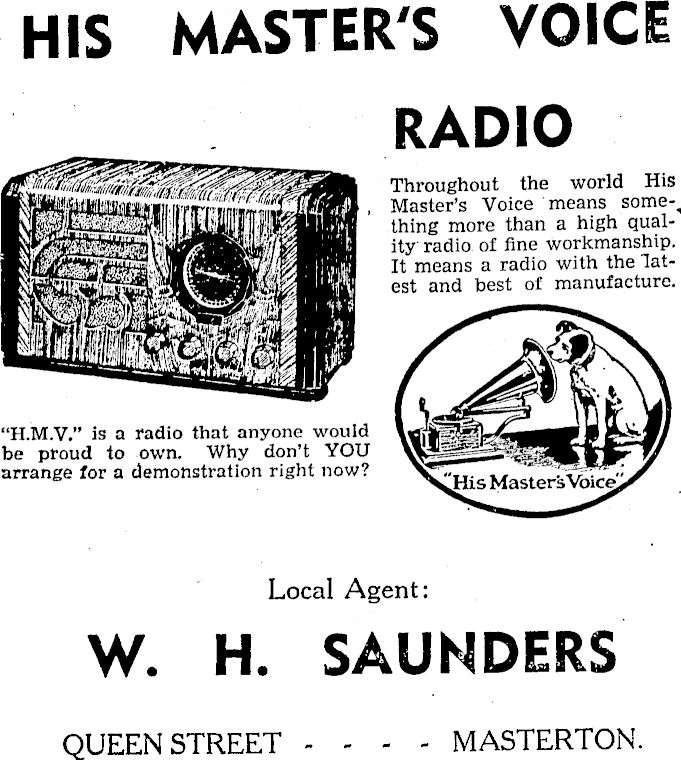 HIS MASTER'S VOICE
RADIO
Throughout the world His
Master's Voice means some-
thing more than a high qual-
ity radio of fine workmanship.
It means a radio with the lat-
est and best of manufacture.
"His Master's Voice"
"H.M.V." is a radio that anyone would
be proud to own. Why don't YOU
arrange for a demonstration right now?
Local Agent:
W. H. SAUNDERS
QUEEN STREET - - - - MASTERTON.